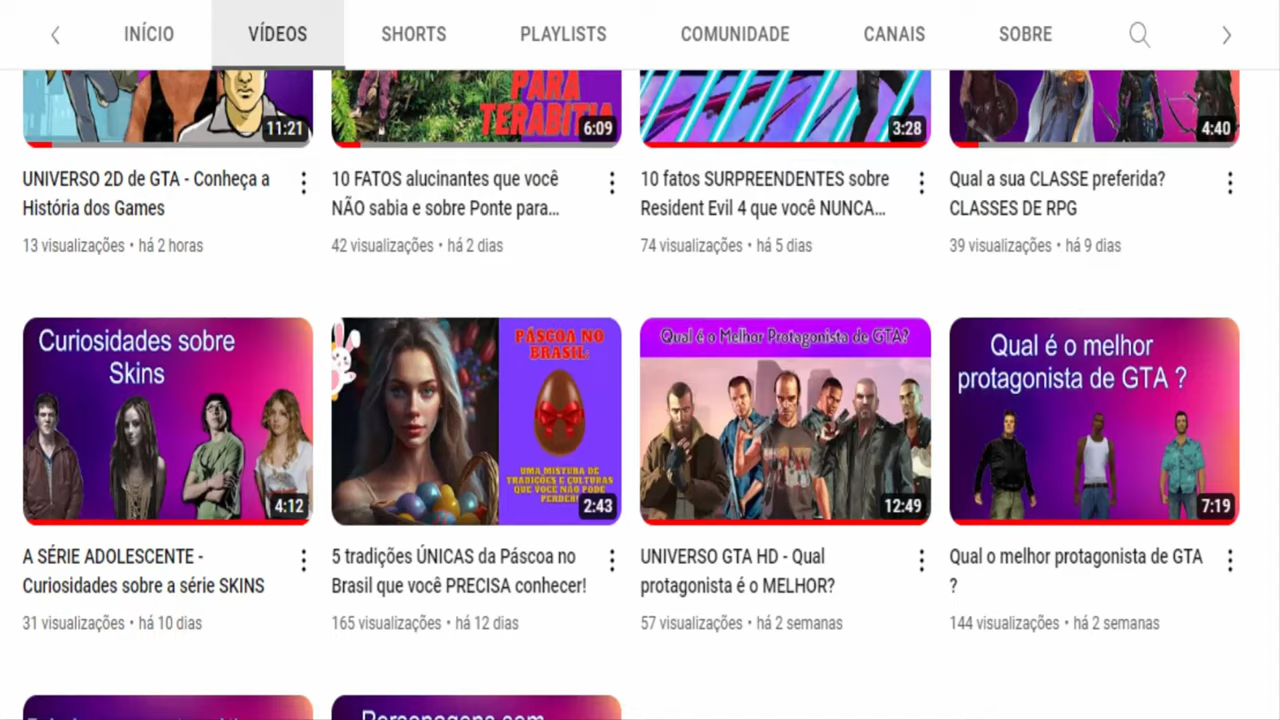 INÍCIO
VÍDEOS
SHORTS
PLAYLISTS
COMUNIDADE
CANAIS
SOBRE
11:21
PARA
TERABÍTIA
6:09
3:28
4:40
UNIVERSO 2D de GTA - Conheça a
História dos Games
13 visualizações • há 2 horas
10 FATOS alucinantes que você
NÃO sabia e sobre Ponte para...
42 visualizações • há 2 dias
10 fatos SURPREENDENTES sobre
Resident Evil 4 que você NUNCA...
74 visualizações • há 5 dias
Qual a sua CLASSE preferida?
CLASSES DE RPG
39 visualizações • há 9 dias
Curiosidades sobre
Skins
4:12
PÁSCOA NO
BRASIL:
UMA MISTURA DE
TRADIÇÕES E CULTURAS
QUE VOCÊ NÃO PODE
PERDER!
2:43
Qual é o Melhor Protagonista de GTA?
12:49
Qual é o melhor
protagonista de GTA ?
7:19
A SÉRIE ADOLESCENTE -
Curiosidades sobre a série SKINS
31 visualizações • há 10 dias
5 tradições ÚNICAS da Páscoa no
Brasil que você PRECISA conhecer!
165 visualizações • há 12 dias
UNIVERSO GTA HD - Qual
protagonista é o MELHOR?
57 visualizações • há 2 semanas
Qual o melhor protagonista de GTA
?
144 visualizações • há 2 semanas
Personagens com